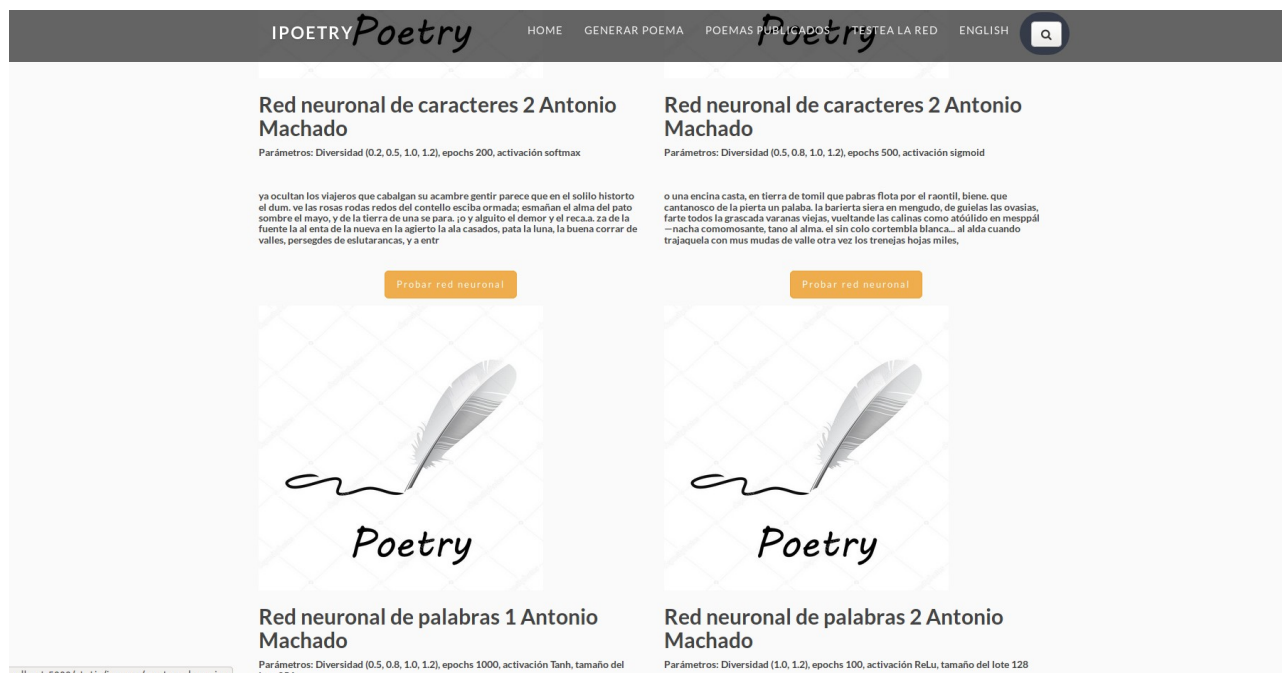 IPOETRY Poetry HOME GENERAR POEMA Poetry POEMAS PUBLICADOS TESTEA LA RED ENGLISH
Red neuronal de caracteres 2 Antonio
Machado
Parámetros: Diversidad (0.2, 0.5, 1.0, 1.2), epochs 200, activación softmax
ya ocultan los viajeros que cabalgan su acambre gentir parece que en el solilo historto
el dum. ve las rosas rodas redos del contello esciba ormada; esmañan el alma del pato
sombre el mayo, y de la tierra de una se para. ¡o y alguito el demor y el reca.a. za de la
fuente la al enta de la nueva en la agierto la ala casados, pata la luna, la buena corrar de
valles, persegdes de eslutarancas, y a entr
Probar red neuronal
Red neuronal de caracteres 2 Antonio
Machado
Parámetros: Diversidad (0.5, 0.8, 1.0, 1.2), epochs 500, activación sigmoid
o una encina casta, en tierra de tomil que pabras flota por el raontil, biene. que
cantanosco de la pierta un palaba. la barierta siera en mengudo, de guielas las ovasias,
farte todos la grascada varanas viejas, vueltande las calinas como atóúlido en mesppál
—nacha comomosante, tano al alma. el sin colo cortembla blanca... al alda cuando
trajaquela con mus mudas de valle otra vez los trenejas hojas miles,
Probar red neuronal
Poetry
Poetry
Red neuronal de palabras 1 Antonio
Machado
Parámetros: Diversidad (0.5, 0.8, 1.0, 1.2), epochs 1000, activación Tanh, tamaño del
Red neuronal de palabras 2 Antonio
Machado
Parámetros: Diversidad (1.0, 1.2), epochs 100, activación ReLu, tamaño del lote 128